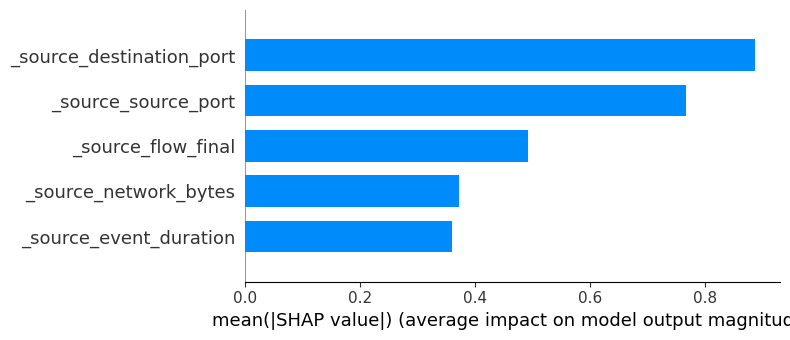 _source_destination_port
_source_source_port
_source_flow_final
_source_network_bytes
_source_event_duration
0.0 0.2 0.4 0.6 0.8
mean(|SHAP value|) (average impact on model output magnitud